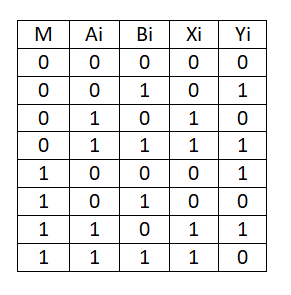 M Ai Bi Xi Yi
0 0 0 0 0
0 0 1 0 1
0 1 0 1 0
0 1 1 1 1
1 0 0 0 1
1 0 1 0 0
1 1 0 1 1
1 1 1 1 0